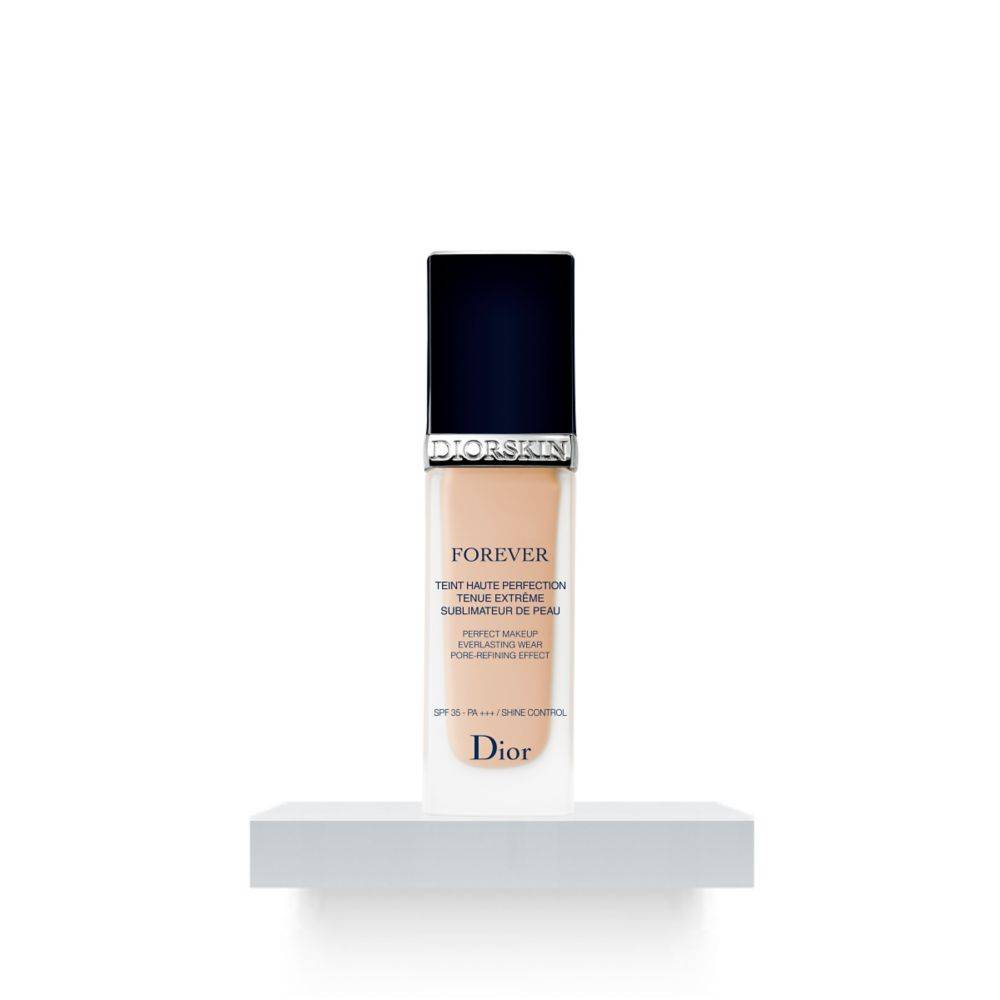 DIORSKIN
FOREVER
TEINT HAUTE PERFECTION
TENUE EXTRÊME
SUBLIMATEUR DE PEAU
PERFECT MAKEUP
EVERLASTING WEAR
PORE-REFINING EFFECT
SPF 35 - PA +++ / SHINE CONTROL
Dior